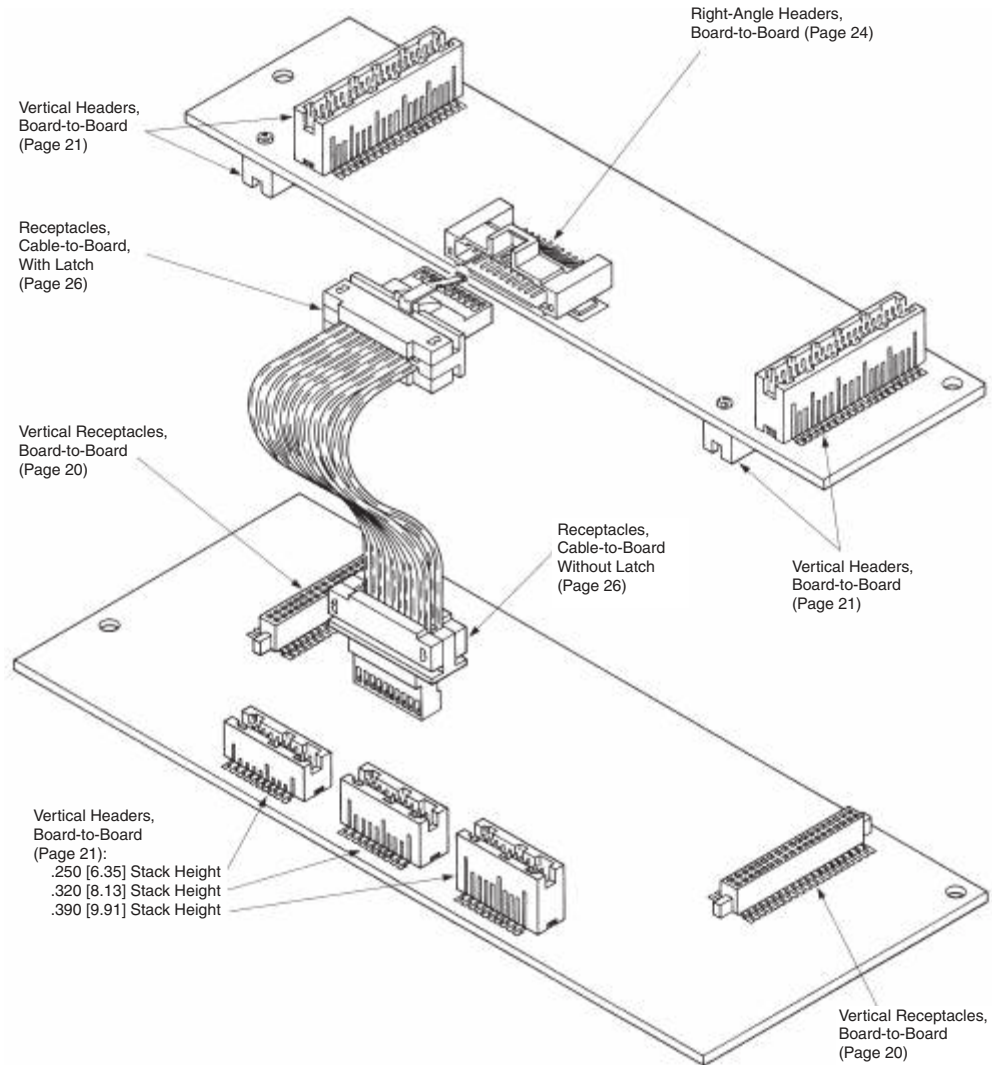 Right-Angle Headers,
Board-to-Board (Page 24)
Vertical Headers,
Board-to-Board
(Page 21)
Receptacles,
Cable-to-Board,
With Latch
(Page 26)
Vertical Receptacles,
Board-to-Board
(Page 20)
Receptacles,
Cable-to-Board
Without Latch
(Page 26)
Vertical Headers,
Board-to-Board
(Page 21)
Vertical Headers,
Board-to-Board
(Page 21):
.250 [6.35] Stack Height
.320 [8.13] Stack Height
.390 [9.91] Stack Height
Vertical Receptacles,
Board-to-Board
(Page 20)